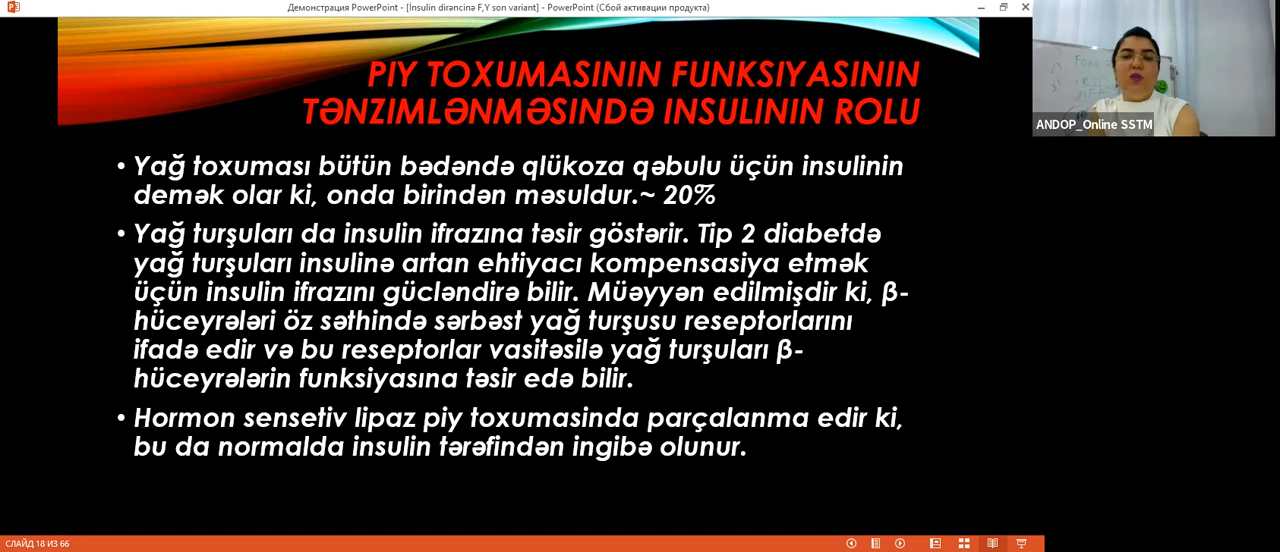 Демонстрация PowerPoint - [İnsulin dirəncinə F,Y son variant] - PowerPoint (Сбой активации продукта)
PIY TOXUMASININ FUNKSIYASININ
TƏNZIMLƏNMƏSINDƏ INSULININ ROLU
• Yağ toxuması bütün bədəndə qlükoza qəbulu üçün insulinin
demək olar ki, onda birindən məsuldur.~ 20%
• Yağ turşuları da insulin ifrazına təsir göstərir. Tip 2 diabetdə
yağ turşuları insulinə artan ehtiyacı kompensasiya etmək
üçün insulin ifrazını gücləndirə bilir. Müəyyən edilmişdir ki, β-
hüceyrələri öz səthində sərbəst yağ turşusu reseptorlarını
ifadə edir və bu reseptorlar vasitəsilə yağ turşuları β-
hüceyrələrin funksiyasına təsir edə bilir.
• Hormon sensetiv lipaz piy toxumasinda parçalanma edir ki,
bu da normalda insulin tərəfindən ingibə olunur.
ANDOP_Online SSTM
СЛАЙД 18 ИЗ 66